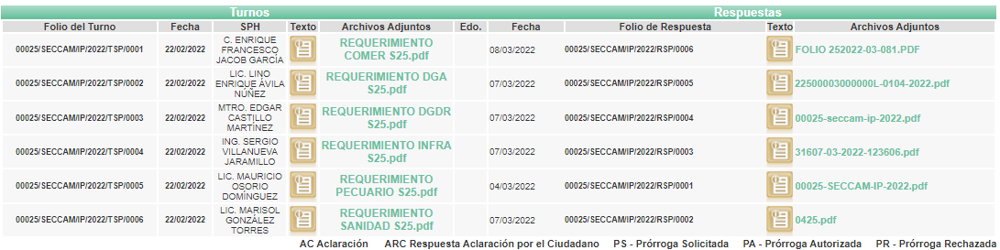 Turnos Respuestas
Folio del Turno Fecha SPH Texto Archivos Adjuntos Edo. Fecha Folio de Respuesta Texto Archivos Adjuntos
00025/SECCAM/IP/2022/TSP/0001 22/02/2022 C. ENRIQUE FRANCESCO JACOB GARCÍA REQUERIMIENTO COMER S25.pdf 08/03/2022 00025/SECCAM/IP/2022/RSP/0006 FOLIO 252022-03-081.PDF
00025/SECCAM/IP/2022/TSP/0002 22/02/2022 LIC. LINO ENRIQUE ÁVILA NÚÑEZ REQUERIMIENTO DGA S25.pdf 07/03/2022 00025/SECCAM/IP/2022/RSP/0005 22500003000000L-0104-2022.pdf
00025/SECCAM/IP/2022/TSP/0003 22/02/2022 MTRO. EDGAR CASTILLO MARTÍNEZ REQUERIMIENTO DGDR S25.pdf 07/03/2022 00025/SECCAM/IP/2022/RSP/0004 00025-seccam-ip-2022.pdf
00025/SECCAM/IP/2022/TSP/0004 22/02/2022 ING. SERGIO VILLANUEVA JARAMILLO REQUERIMIENTO INFRA S25.pdf 07/03/2022 00025/SECCAM/IP/2022/RSP/0003 31607-03-2022-123606.pdf
00025/SECCAM/IP/2022/TSP/0005 22/02/2022 LIC. MAURICIO OSORIO DOMÍNGUEZ REQUERIMIENTO PECUARIO S25.pdf 04/03/2022 00025/SECCAM/IP/2022/RSP/0001 00025-SECCAM-IP-2022.pdf
00025/SECCAM/IP/2022/TSP/0006 22/02/2022 LIC. MARISOL GONZÁLEZ TORRES REQUERIMIENTO SANIDAD S25.pdf 07/03/2022 00025/SECCAM/IP/2022/RSP/0002 0425.pdf
AC Aclaración ARC Respuesta Aclaración por el Ciudadano PS - Prórroga Solicitada PA - Prórroga Autorizada PR - Prórroga Rechazada